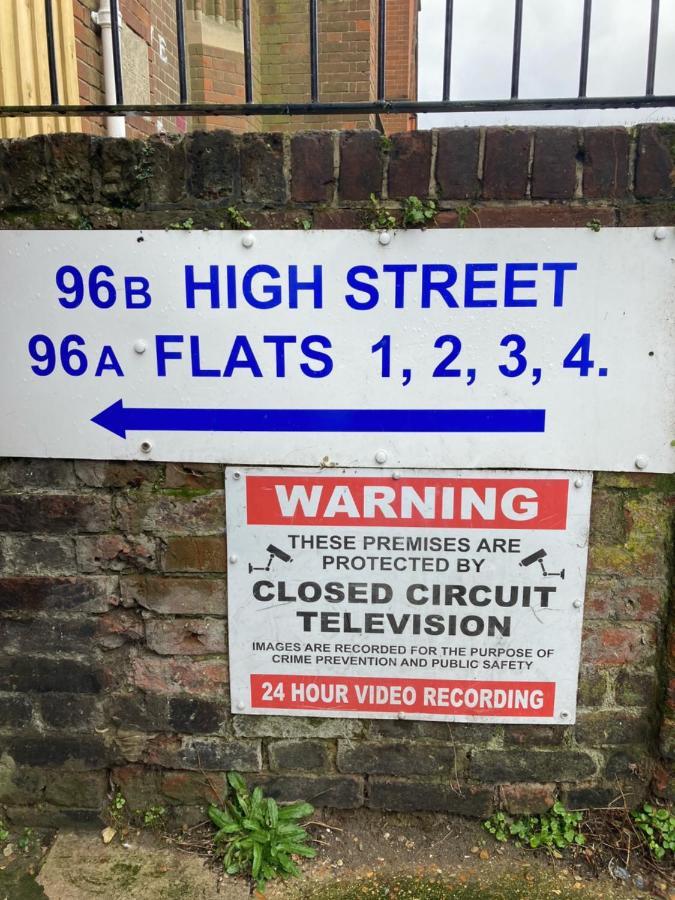 96B HIGH STREET
96A FLATS 1, 2, 3, 4.
WARNING
THESE PREMISES ARE
PROTECTED BY
CLOSED CIRCUIT
TELEVISION
IMAGES ARE RECORDED FOR THE PURPOSE OF
CRIME PREVENTION AND PUBLIC SAFETY
24 HOUR VIDEO RECORDING